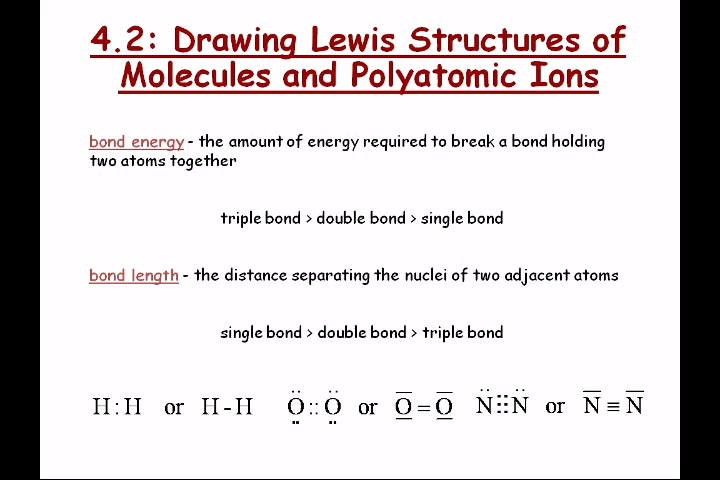 4.2: Drawing Lewis Structures of
Molecules and Polyatomic Ions
bond energy - the amount of energy required to break a bond holding
two atoms together
triple bond > double bond > single bond
bond length - the distance separating the nuclei of two adjacent atoms
single bond > double bond > triple bond
H : H or H - H O :: O or O = O N ⫶⫶ N or N ≡ N